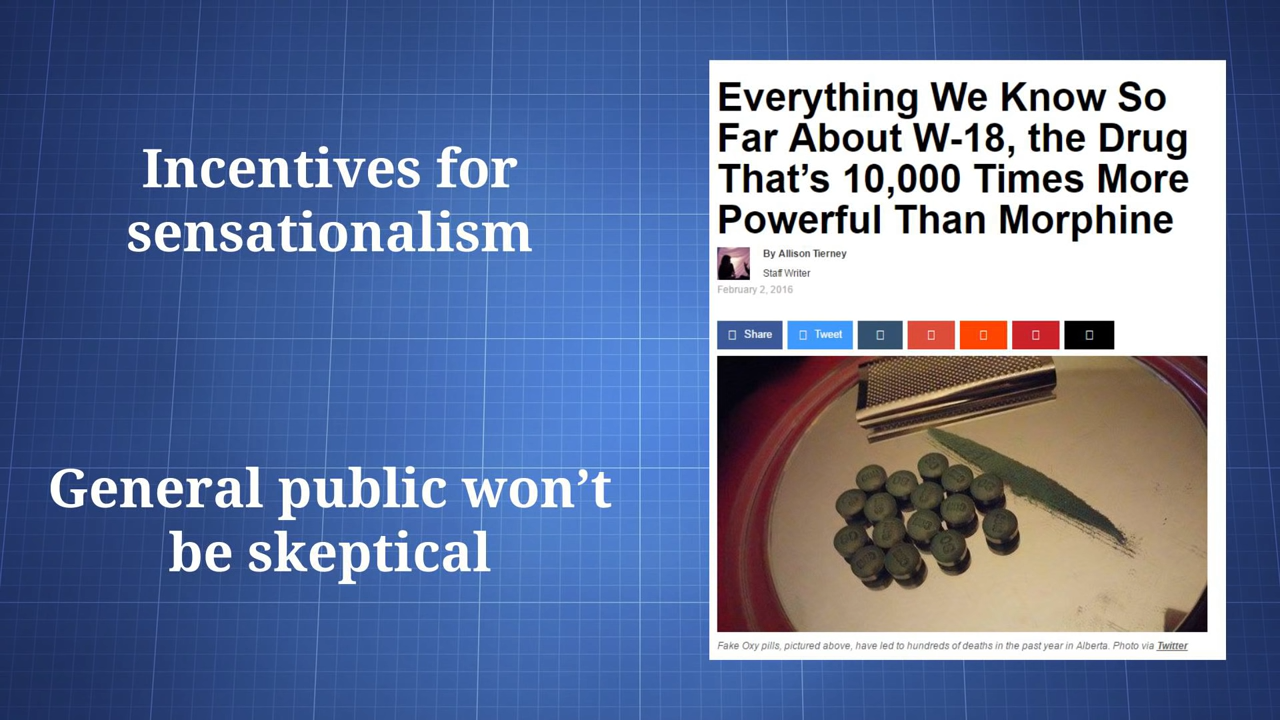 Incentives for
sensationalism
General public won’t
be skeptical
Everything We Know So
Far About W-18, the Drug
That’s 10,000 Times More
Powerful Than Morphine
By Allison Tierney
Staff Writer
February 2, 2016
Share
Tweet
Fake Oxy pills, pictured above, have led to hundreds of deaths in the past year in Alberta. Photo via Twitter